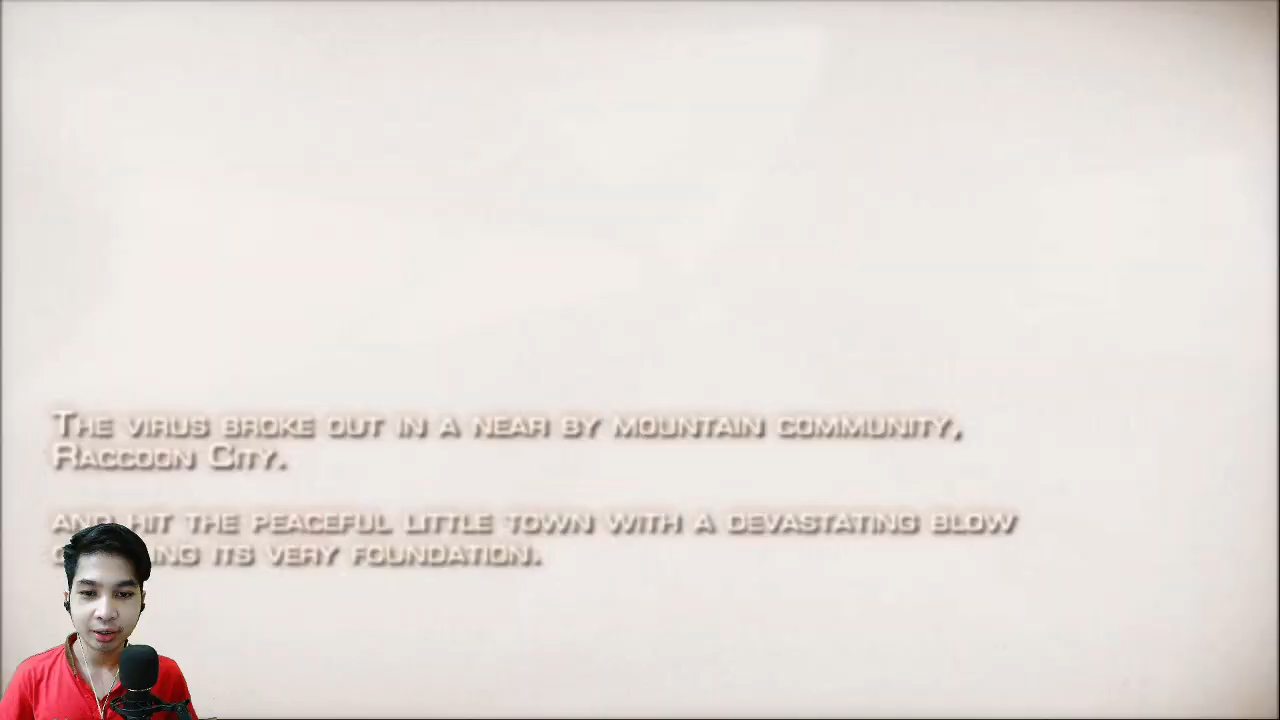 The virus broke out in a near by mountain community,
Raccoon City.
and hit the peaceful little town with a devastating blow
its very foundation.